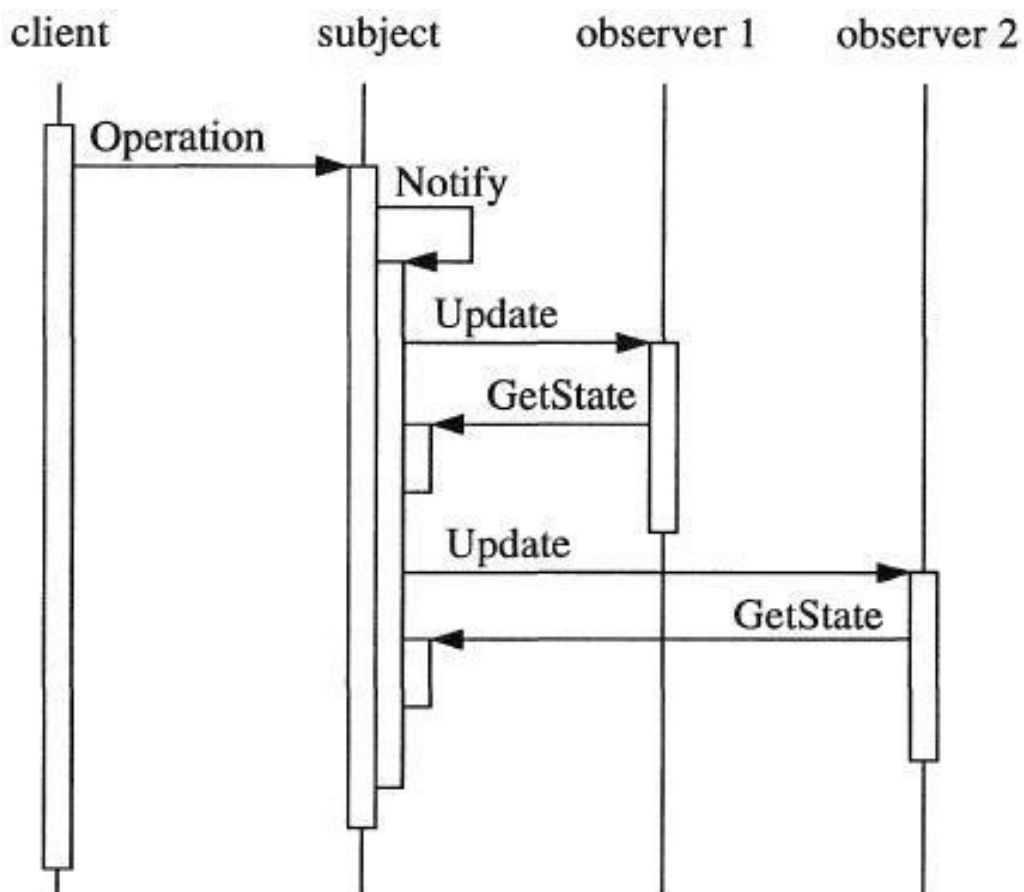 client subject observer 1 observer 2
Operation
Notify
Update
GetState
Update
GetState